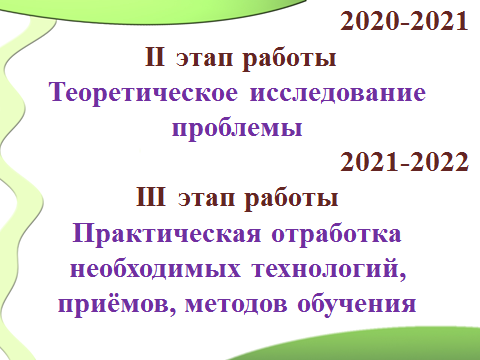 2020-2021
II этап работы
Теоретическое исследование
проблемы
2021-2022
III этап работы
Практическая отработка
необходимых технологий,
приёмов, методов обучения